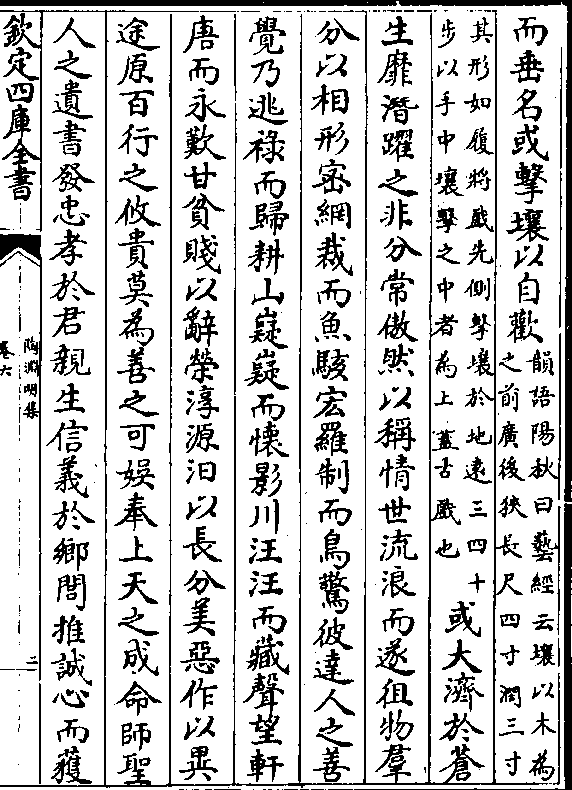 而垂名或擊壤以自歡
韻語陽秋曰藝經云壤以木為
之前廣後狹長尺四寸濶三寸
其形如履將戲先側擊壤於地遠三四十
步以手中壤擊之中者為上蓋古戲也
或大濟於蒼
生靡潛躍之非分常傲然以稱情世流浪而遂徂物羣
分以相形密網裁而魚駭宏羅制而鳥驚彼達人之善
覺乃逃祿而歸耕山嶷嶷而懷影川汪汪而藏聲望軒
唐而永歎甘貧賤以辭榮淳源汩以長分美惡作以異
途原百行之攸貴莫為善之可娛奉上天之成命師聖
人之遺書發忠孝於君親生信義於鄉閭推誠心而獲
欽定四庫全書
陶淵明集
卷六
二